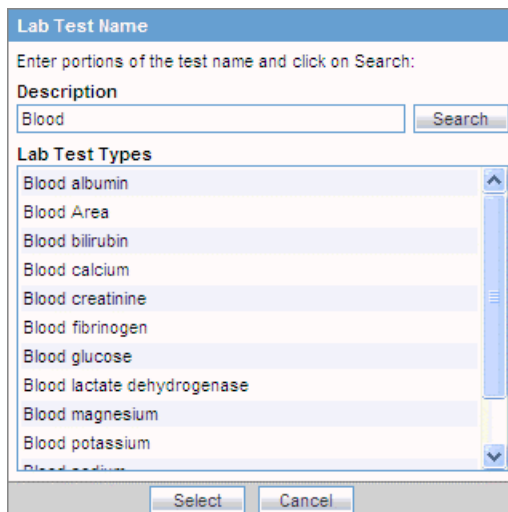 Lab Test Name
Enter portions of the test name and click on Search:
Description
Blood Search
Lab Test Types
Blood albumin
Blood Area
Blood bilirubin
Blood calcium
Blood creatinine
Blood fibrinogen
Blood glucose
Blood lactate dehydrogenase
Blood magnesium
Blood potassium
Blood sodium
Select Cancel